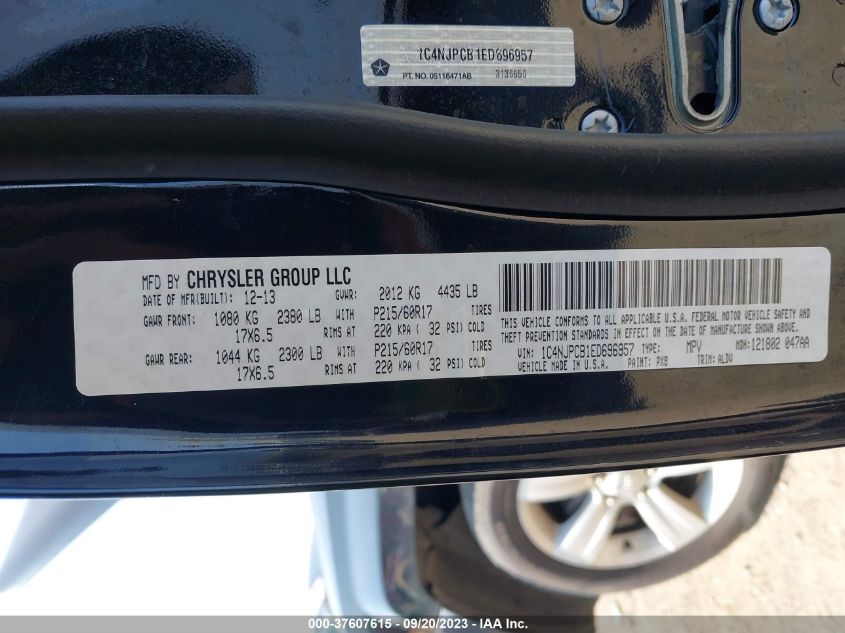 1C4NJPCB1ED696957
PT. NO. 05116471AB 3136650
MFD BY CHRYSLER GROUP LLC
DATE OF MFR(BUILT): 12-13 GVWR: 2012 KG 4435 LB
GAWR FRONT: 1080 KG 2380 LB WITH P215/60R17 TIRES
17X6.5 RIMS AT 220 KPA ( 32 PSI) COLD
GAWR REAR: 1044 KG 2300 LB WITH P215/60R17 TIRES
17X6.5 RIMS AT 220 KPA ( 32 PSI) COLD
THIS VEHICLE CONFORMS TO ALL APPLICABLE U.S.A. FEDERAL MOTOR VEHICLE SAFETY AND
THEFT PREVENTION STANDARDS IN EFFECT ON THE DATE OF MANUFACTURE SHOWN ABOVE.
VIN: 1C4NJPCB1ED696957 TYPE: MPV MDH: 121802 047AA
VEHICLE MADE IN U.S.A. PAINT: PXB TRIM: ALDV
000-37607615 - 09/20/2023 - IAA Inc.